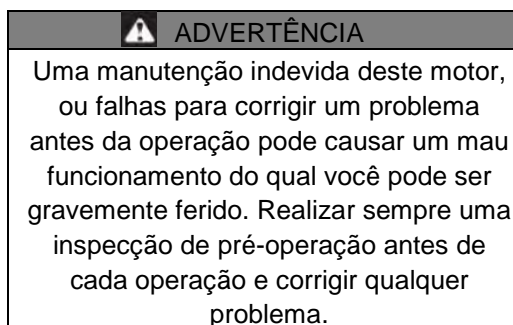 ADVERTÊNCIA
Uma manutenção indevida deste motor,
ou falhas para corrigir um problema
antes da operação pode causar um mau
funcionamento do qual você pode ser
gravemente ferido. Realizar sempre uma
inspecção de pré-operação antes de
cada operação e corrigir qualquer
problema.